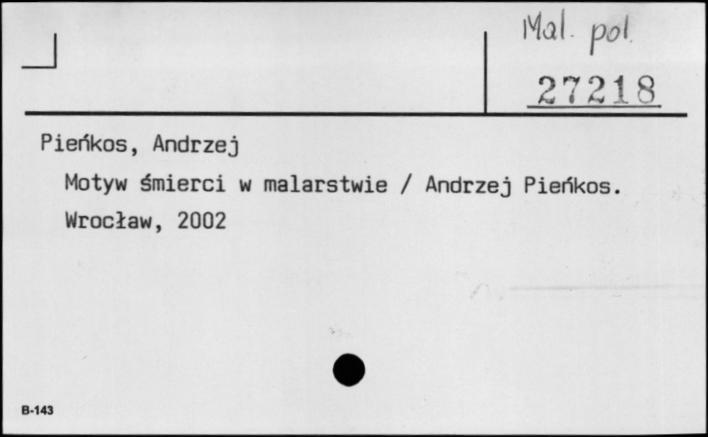 Mal. pol.
27218
Pieńkos, Andrzej
Motyw śmierci w malarstwie / Andrzej Pieńkos.
Wrocław, 2002
B-143